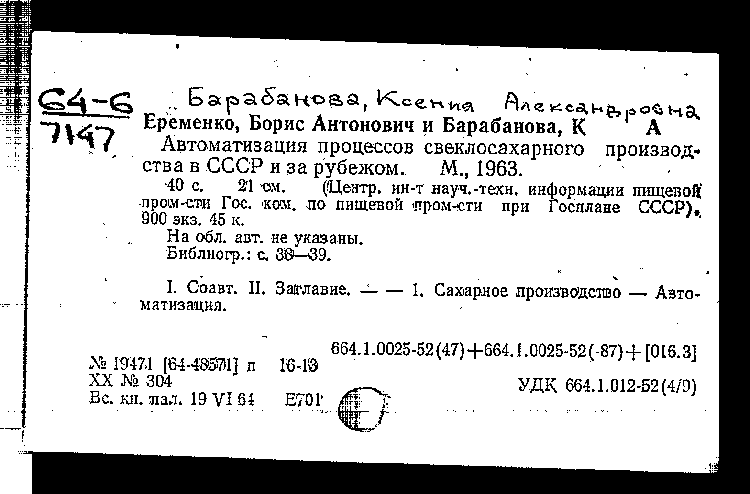 64-6
7147
Барабанова, Ксения Александровна
Еременко, Борис Антонович и Барабанова, К А
Автоматизация процессов свеклосахарного производ-
ства в СССР и за рубежом. М., 1963.
40 с. 21 см. (Центр. ин-т науч.-техн. информации пищевой
пром-сти Гос. ком. по пищевой пром-сти при Госплане СССР).
900 экз. 45 к.
На обл. авт. не указаны.
Библиогр.: с. 38—39.
I. Соавт. II. Заглавие. — — 1. Сахарное производство — Авто-
матизация.
664.1.0025-52(47)+664.1.0025-52(-87)+[016.3]
№ 19471 [64-48571] п 16-13
XX № 304
УДК 664.1.012-52(4/9)
Вс. кн. пал. 19 VI 64 Е701